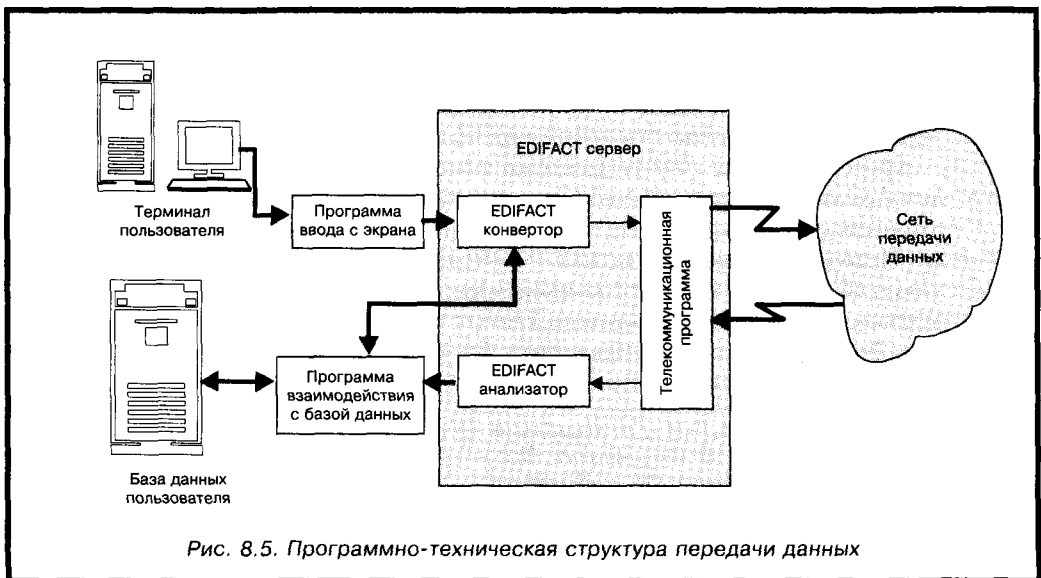 EDIFACT сервер
Терминал
пользователя
Программа
ввода с экрана
EDIFACT
конвертор
Телекоммуникационная
программа
Сеть
передачи
данных
База данных
пользователя
Программа
взаимодействия
с базой данных
EDIFACT
анализатор
Рис. 8.5. Программно-техническая структура передачи данных